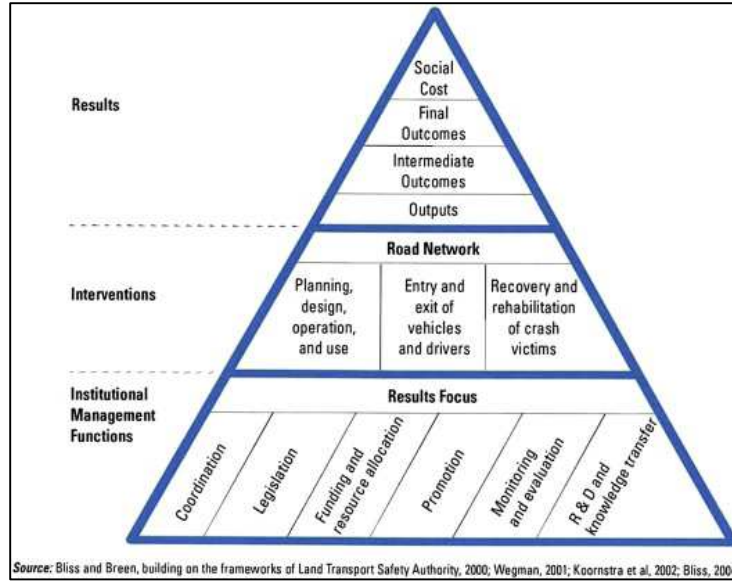 Results
Social
Cost
Final
Outcomes
Intermediate
Outcomes
Outputs
Interventions
Road Network
Planning,
design,
operation,
and use
Entry and
exit of
vehicles
and drivers
Recovery and
rehabilitation
of crash
victims
Institutional
Management
Functions
Results Focus
Coordination
Legislation
Funding and
resource allocation
Promotion
Monitoring
and evaluation
R & D and
knowledge transfer
Source: Bliss and Breen, building on the frameworks of Land Transport Safety Authority, 2000; Wegman, 2001; Koornstra et al, 2002; Bliss,